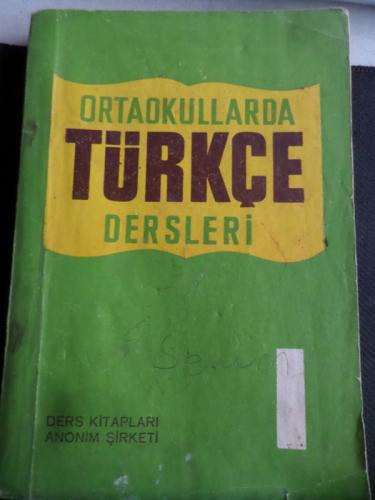 ORTAOKULLARDA
TÜRKÇE
DERSLERİ
DERS KİTAPLARI
ANONİM ŞİRKETİ